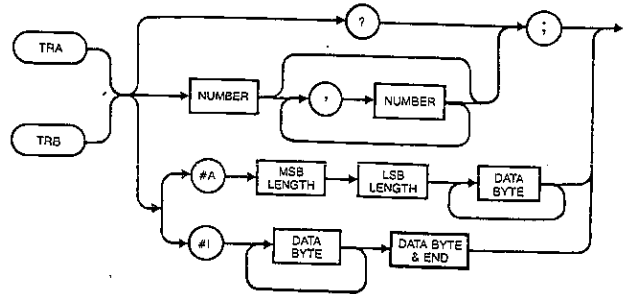 ?
;
TRA
NUMBER
,
NUMBER
TRB
#A
MSB
LENGTH
LSB
LENGTH
DATA
BYTE
#I
DATA
BYTE
DATA BYTE
& END